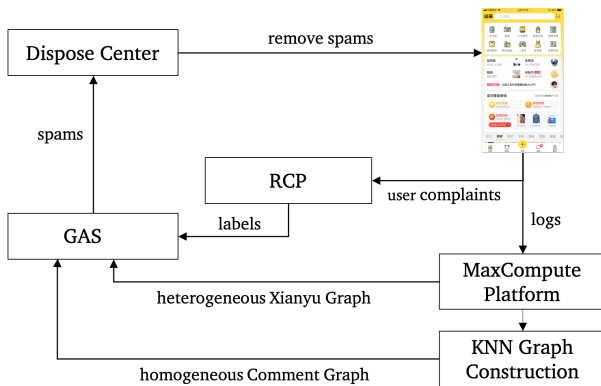 Dispose Center
remove spams
spams
RCP
user complaints
labels
logs
GAS
MaxCompute
Platform
heterogeneous Xianyu Graph
KNN Graph
Construction
homogeneous Comment Graph